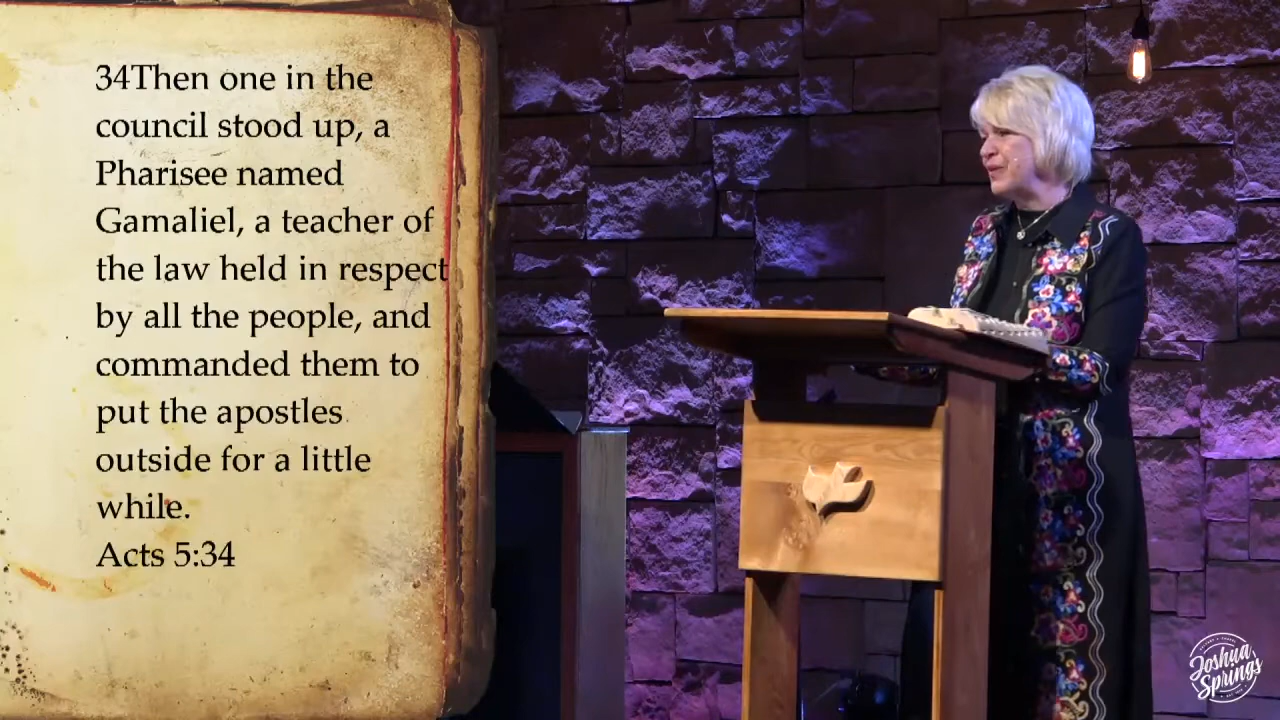 34Then one in the
council stood up, a
Pharisee named
Gamaliel, a teacher of
the law held in respect
by all the people, and
commanded them to
put the apostles
outside for a little
while.
Acts 5:34
Joshua
Springs